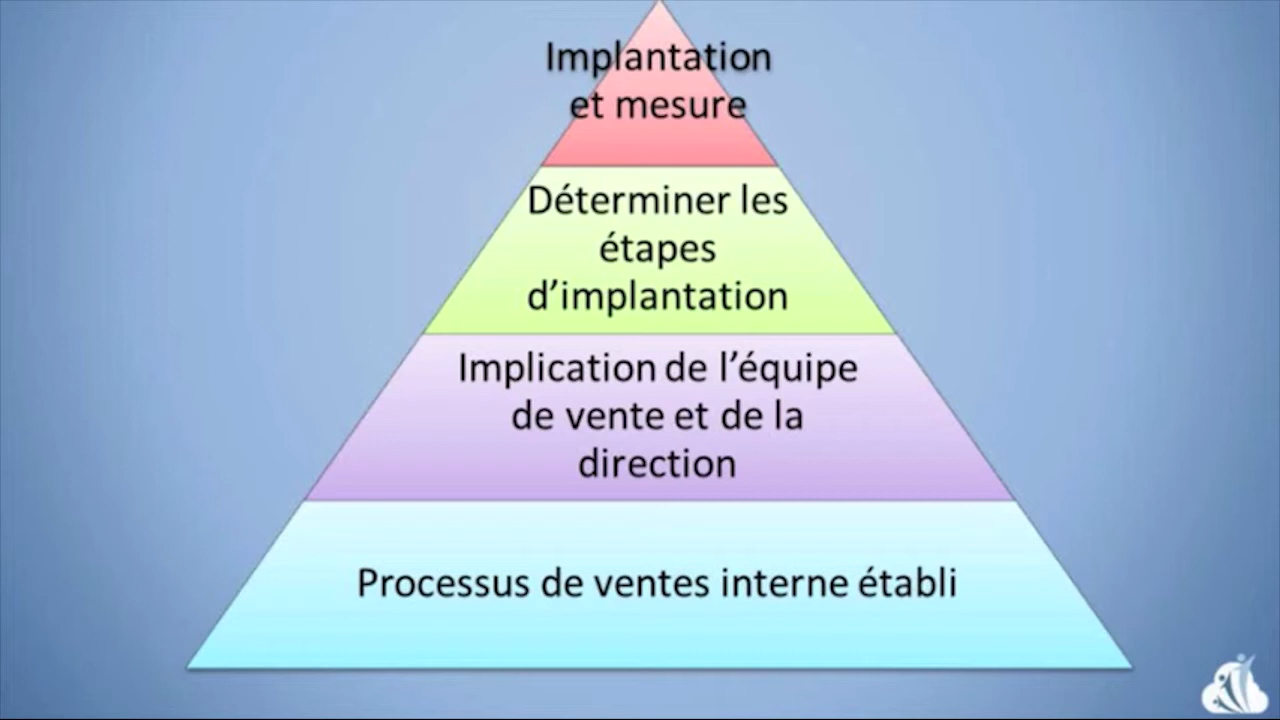 Implantation
et mesure
Déterminer les
étapes
d’implantation
Implication de l’équipe
de vente et de la
direction
Processus de ventes interne établi